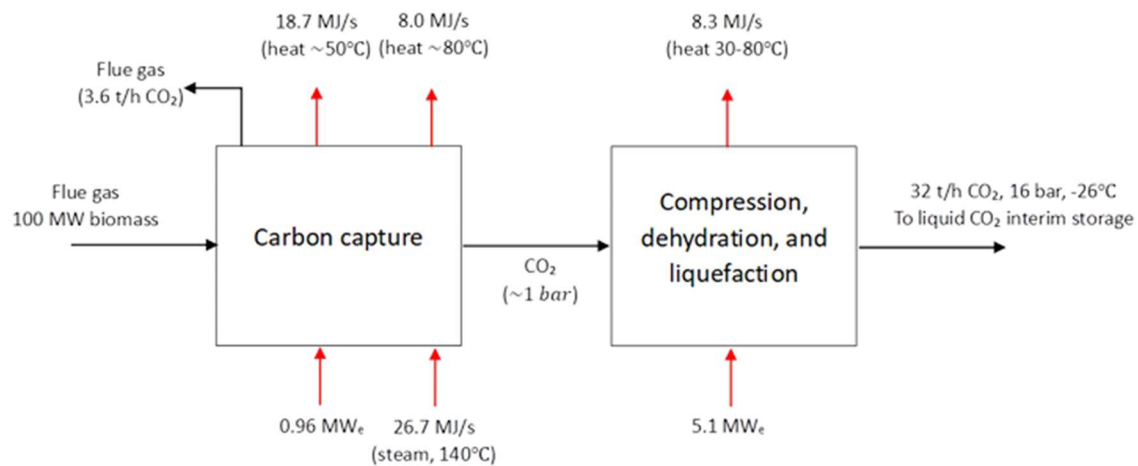 18.7 MJ/s
(heat ~50°C)
8.0 MJ/s
(heat ~80°C)
8.3 MJ/s
(heat 30-80°C)
Flue gas
(3.6 t/h CO₂)
Flue gas
100 MW biomass
Carbon capture
CO₂
(~1 bar)
Compression,
dehydration, and
liquefaction
32 t/h CO₂, 16 bar, -26°C
To liquid CO₂ interim storage
0.96 MWₑ
26.7 MJ/s
(steam, 140°C)
5.1 MWₑ